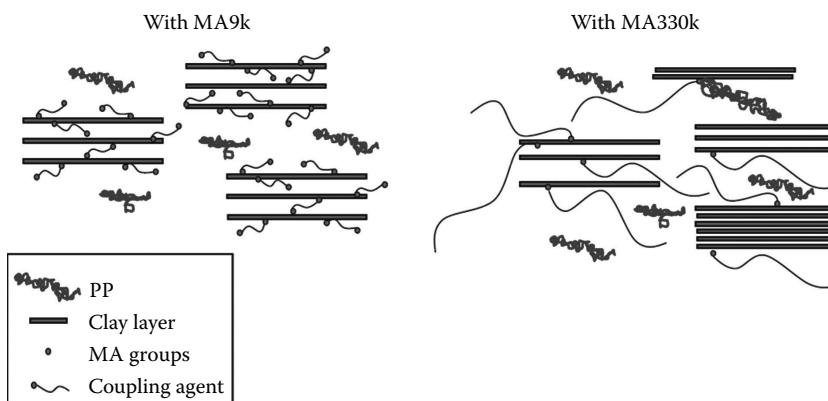 With MA9k
With MA330k
PP
Clay layer
MA groups
Coupling agent